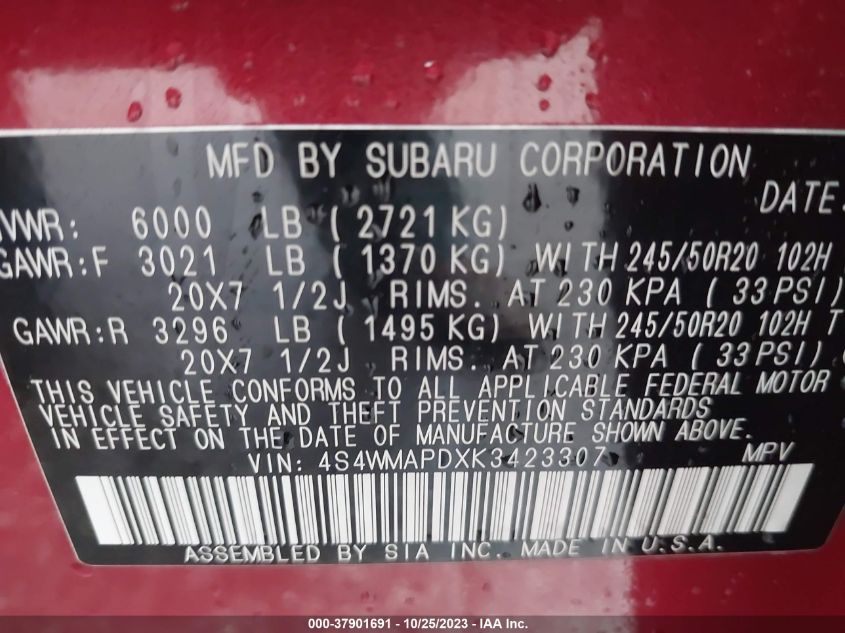 MFD BY SUBARU CORPORATION
DATE
VWR: 6000 LB ( 2721 KG)
GAWR:F 3021 LB ( 1370 KG) WITH 245/50R20 102H
20X7 1/2J RIMS. AT 230 KPA ( 33 PSI)
GAWR:R 3296 LB ( 1495 KG) WITH 245/50R20 102H T
20X7 1/2J RIMS. AT 230 KPA ( 33 PSI)
THIS VEHICLE CONFORMS TO ALL APPLICABLE FEDERAL MOTOR
VEHICLE SAFETY AND THEFT PREVENTION STANDARDS
IN EFFECT ON THE DATE OF MANUFACTURE SHOWN ABOVE.
VIN: 4S4WMAPDXK3423307 MPV
ASSEMBLED BY SIA INC. MADE IN U.S.A.
000-37901691 - 10/25/2023 - IAA Inc.